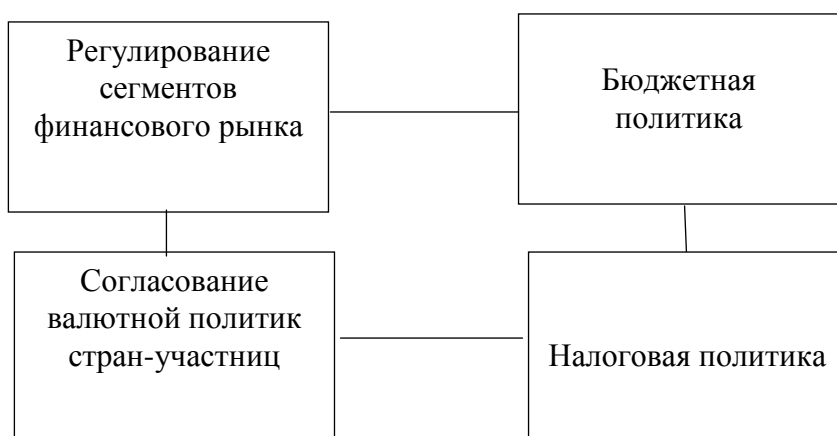 Регулирование
сегментов
финансового рынка
Бюджетная
политика
Согласование
валютной политик
стран-участниц
Налоговая политика